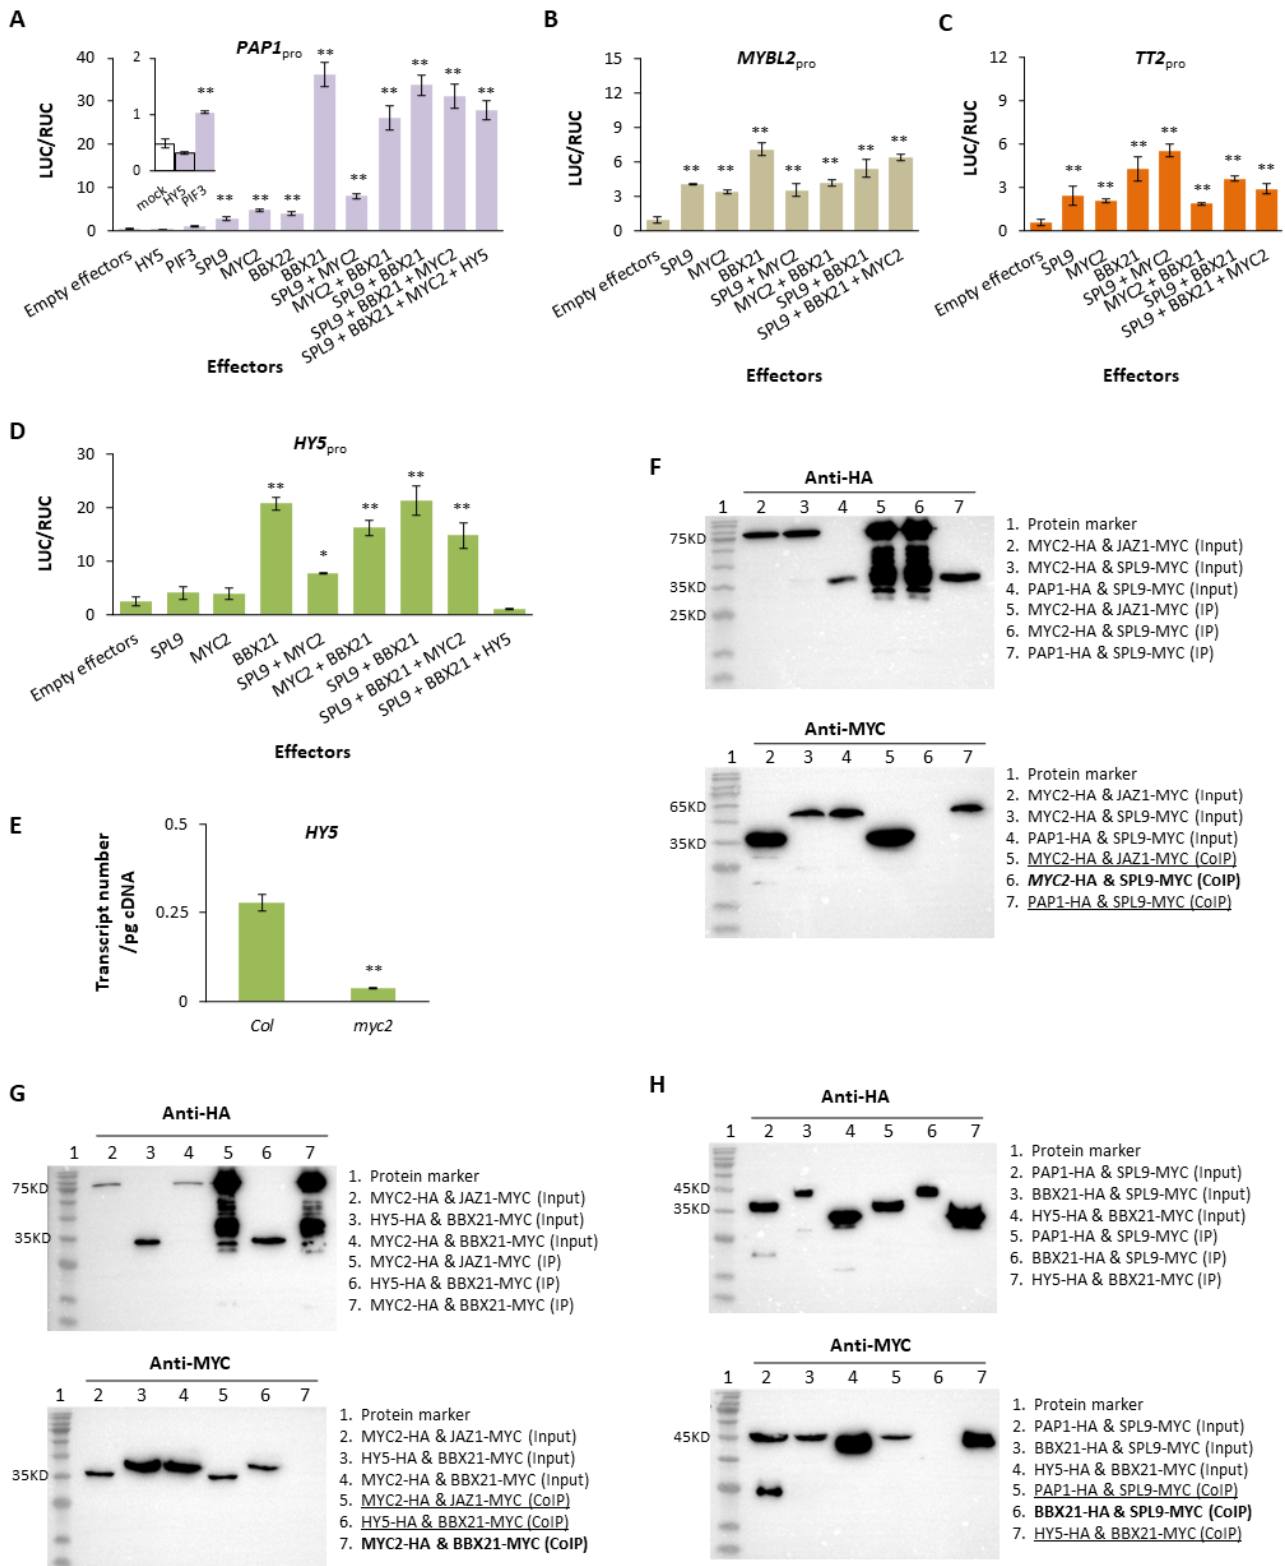 A
PAP1pro
LUC/RUC
40
30
20
10
0
2
1
0
mock
HY5
PIF3
**
**
**
**
**
**
**
**
**
**
Empty effectors
HY5
PIF3
SPL9
MYC2
BBX22
BBX21
SPL9 + MYC2
MYC2 + BBX21
SPL9 + BBX21
SPL9 + BBX21 + MYC2
SPL9 + BBX21 + MYC2 + HY5
Effectors
B
MYBL2pro
LUC/RUC
15
12
9
6
3
0
**
**
**
**
**
**
**
Empty effectors
SPL9
MYC2
BBX21
SPL9 + MYC2
MYC2 + BBX21
SPL9 + BBX21
SPL9 + BBX21 + MYC2
Effectors
C
TT2pro
LUC/RUC
12
9
6
3
0
**
**
**
**
**
**
**
Empty effectors
SPL9
MYC2
BBX21
SPL9 + MYC2
MYC2 + BBX21
SPL9 + BBX21
SPL9 + BBX21 + MYC2
Effectors
D
HY5pro
LUC/RUC
30
20
10
0
**
*
**
**
**
Empty effectors
SPL9
MYC2
BBX21
SPL9 + MYC2
MYC2 + BBX21
SPL9 + BBX21
SPL9 + BBX21 + MYC2
SPL9 + BBX21 + HY5
Effectors
E
HY5
Transcript number
/pg cDNA
0.5
0.25
0
**
Col
myc2
F
Anti-HA
1 2 3 4 5 6 7
75KD
35KD
25KD
1. Protein marker
2. MYC2-HA & JAZ1-MYC (Input)
3. MYC2-HA & SPL9-MYC (Input)
4. PAP1-HA & SPL9-MYC (Input)
5. MYC2-HA & JAZ1-MYC (IP)
6. MYC2-HA & SPL9-MYC (IP)
7. PAP1-HA & SPL9-MYC (IP)
Anti-MYC
1 2 3 4 5 6 7
65KD
35KD
1. Protein marker
2. MYC2-HA & JAZ1-MYC (Input)
3. MYC2-HA & SPL9-MYC (Input)
4. PAP1-HA & SPL9-MYC (Input)
5. MYC2-HA & JAZ1-MYC (CoIP)
6. MYC2-HA & SPL9-MYC (CoIP)
7. PAP1-HA & SPL9-MYC (CoIP)
G
Anti-HA
1 2 3 4 5 6 7
75KD
35KD
1. Protein marker
2. MYC2-HA & JAZ1-MYC (Input)
3. HY5-HA & BBX21-MYC (Input)
4. MYC2-HA & BBX21-MYC (Input)
5. MYC2-HA & JAZ1-MYC (IP)
6. HY5-HA & BBX21-MYC (IP)
7. MYC2-HA & BBX21-MYC (IP)
Anti-MYC
1 2 3 4 5 6 7
35KD
1. Protein marker
2. MYC2-HA & JAZ1-MYC (Input)
3. HY5-HA & BBX21-MYC (Input)
4. MYC2-HA & BBX21-MYC (Input)
5. MYC2-HA & JAZ1-MYC (CoIP)
6. HY5-HA & BBX21-MYC (CoIP)
7. MYC2-HA & BBX21-MYC (CoIP)
H
Anti-HA
1 2 3 4 5 6 7
45KD
35KD
1. Protein marker
2. PAP1-HA & SPL9-MYC (Input)
3. BBX21-HA & SPL9-MYC (Input)
4. HY5-HA & BBX21-MYC (Input)
5. PAP1-HA & SPL9-MYC (IP)
6. BBX21-HA & SPL9-MYC (IP)
7. HY5-HA & BBX21-MYC (IP)
Anti-MYC
1 2 3 4 5 6 7
45KD
1. Protein marker
2. PAP1-HA & SPL9-MYC (Input)
3. BBX21-HA & SPL9-MYC (Input)
4. HY5-HA & BBX21-MYC (Input)
5. PAP1-HA & SPL9-MYC (CoIP)
6. BBX21-HA & SPL9-MYC (CoIP)
7. HY5-HA & BBX21-MYC (CoIP)